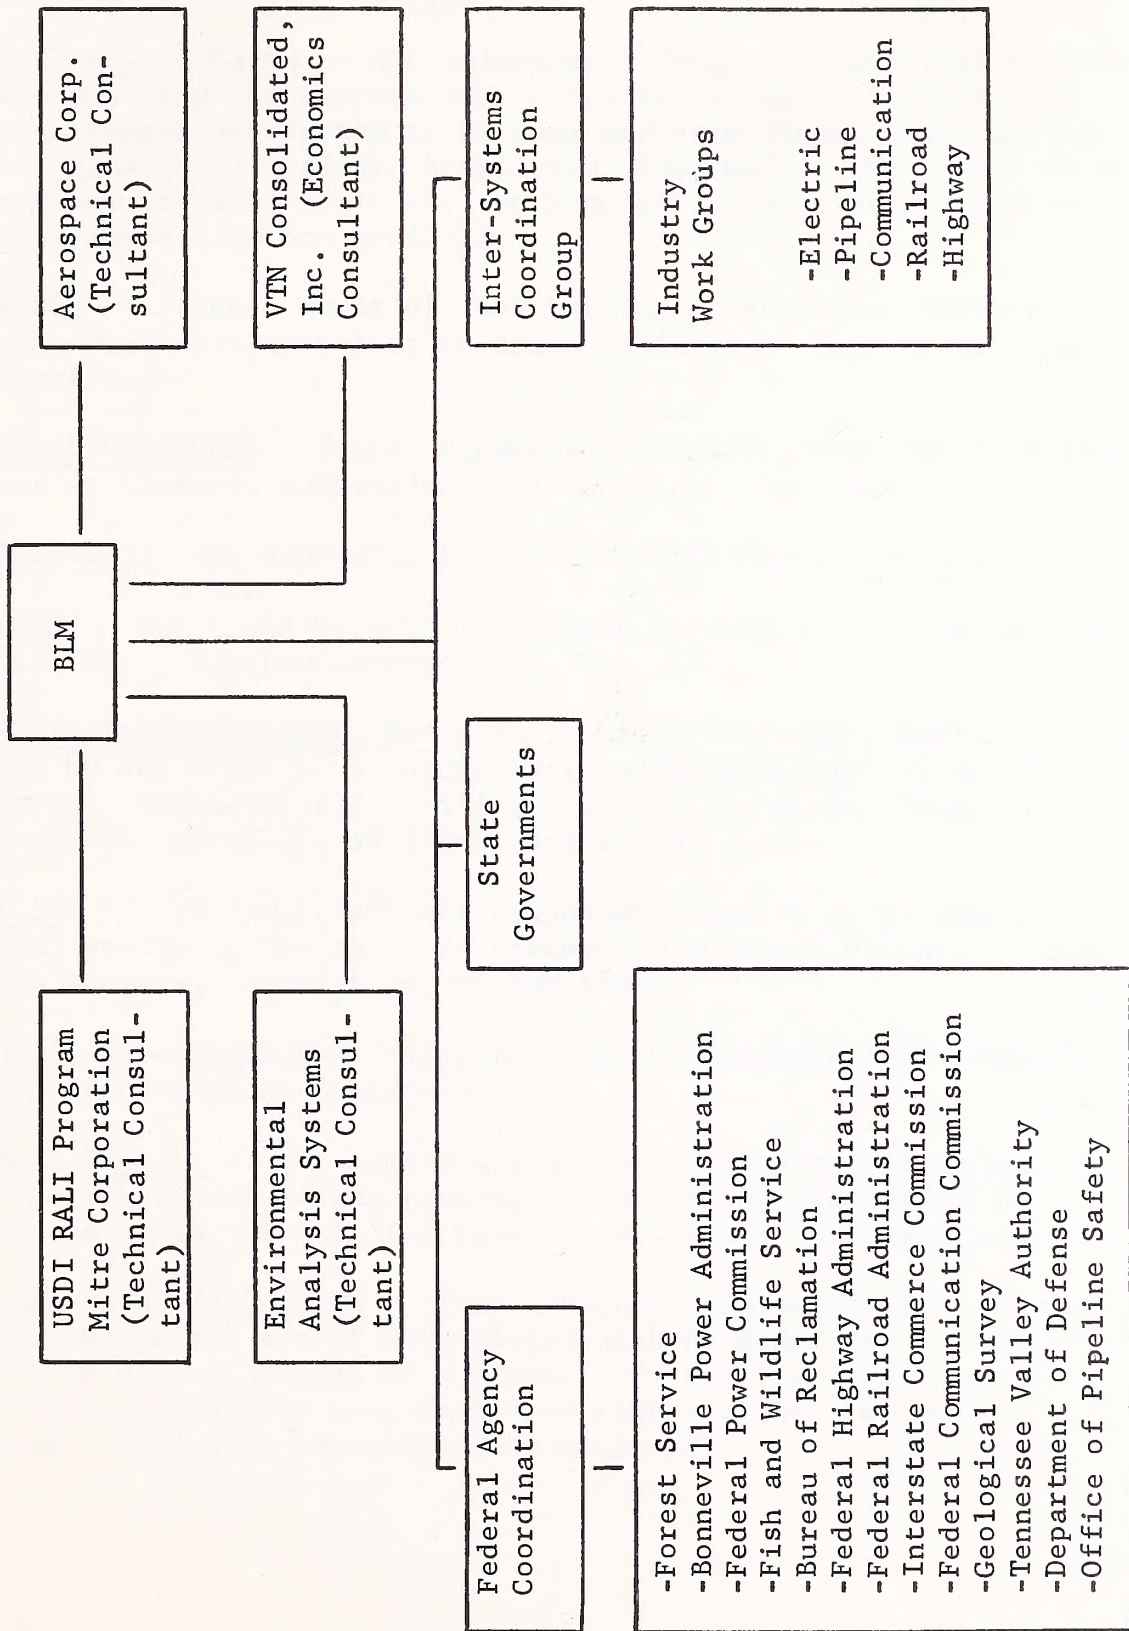 BLM
USDI RALI Program
Mitre Corporation
(Technical Consul-
tant)
Aerospace Corp.
(Technical Con-
sultant)
Environmental
Analysis Systems
(Technical Consul-
tant)
VTN Consolidated,
Inc. (Economics
Consultant)
Federal Agency
Coordination
State
Governments
Inter-Systems
Coordination
Group
-Forest Service
-Bonneville Power Administration
-Federal Power Commission
-Fish and Wildlife Service
-Bureau of Reclamation
-Federal Highway Administration
-Federal Railroad Administration
-Interstate Commerce Commission
-Federal Communication Commission
-Geological Survey
-Tennessee Valley Authority
-Department of Defense
-Office of Pipeline Safety
Industry
Work Groups
-Electric
-Pipeline
-Communication
-Railroad
-Highway